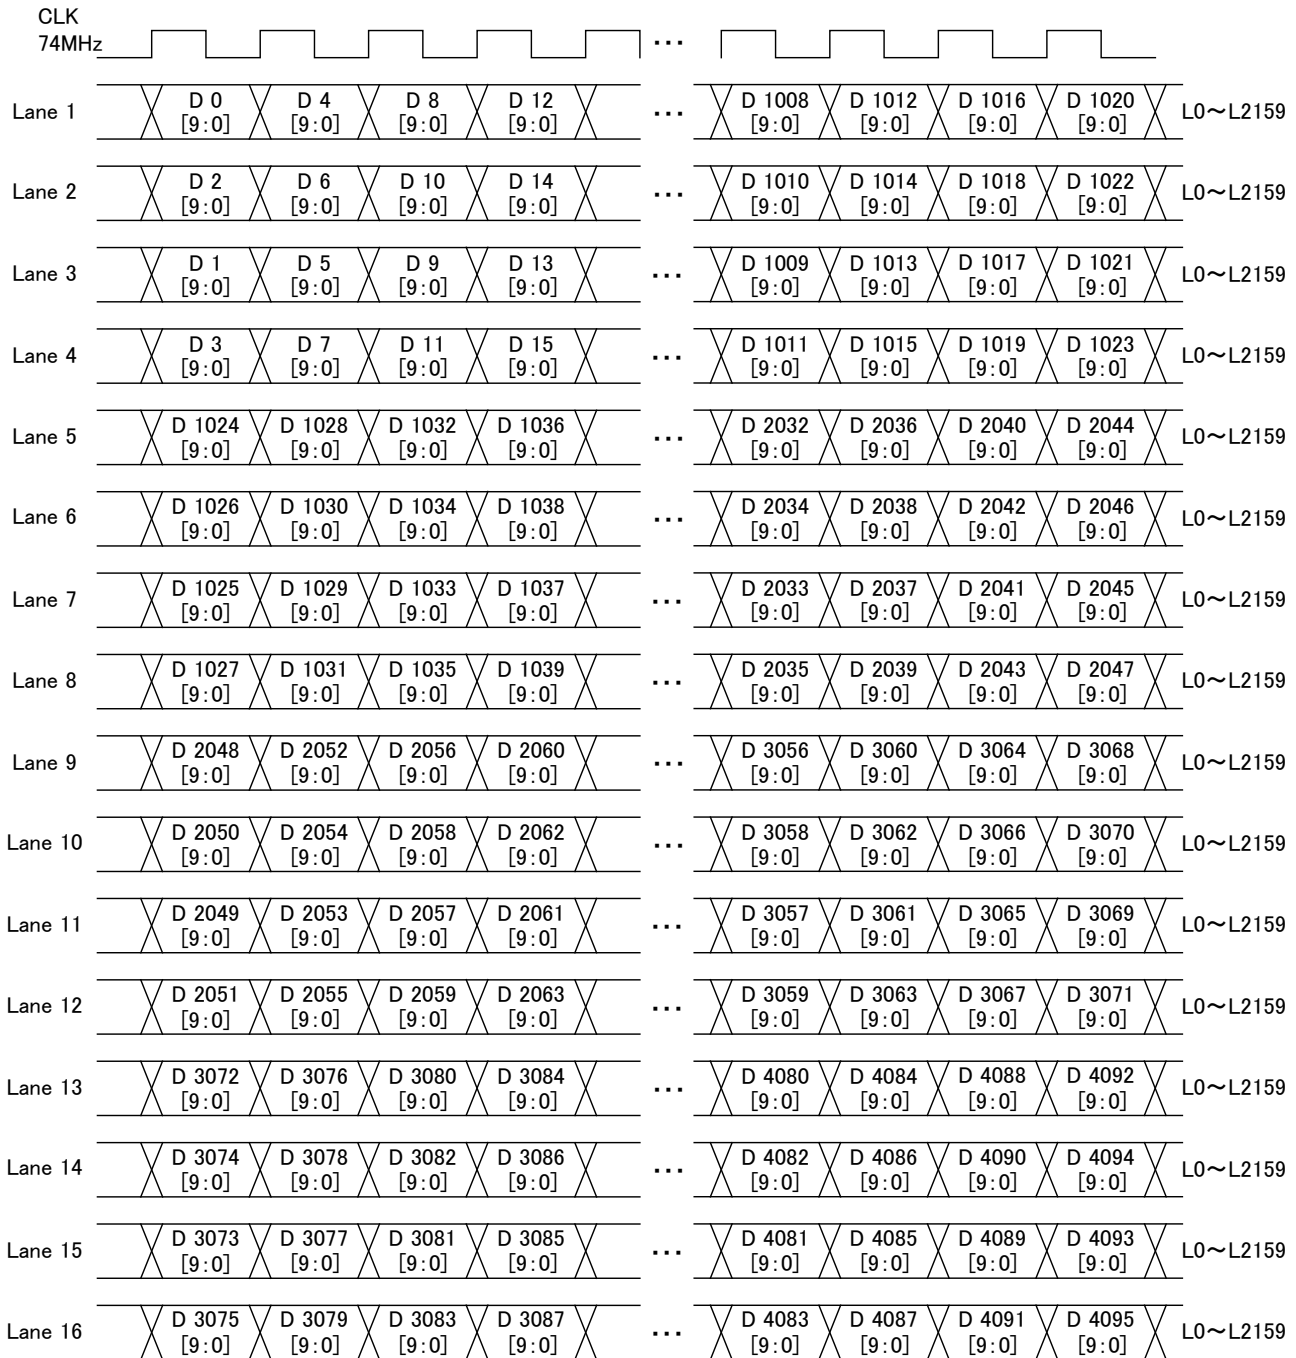 CLK
74MHz
...
Lane 1 D 0 D 4 D 8 D 12 ... D 1008 D 1012 D 1016 D 1020 L0～L2159
[9:0] [9:0] [9:0] [9:0] [9:0] [9:0] [9:0] [9:0]
Lane 2 D 2 D 6 D 10 D 14 ... D 1010 D 1014 D 1018 D 1022 L0～L2159
[9:0] [9:0] [9:0] [9:0] [9:0] [9:0] [9:0] [9:0]
Lane 3 D 1 D 5 D 9 D 13 ... D 1009 D 1013 D 1017 D 1021 L0～L2159
[9:0] [9:0] [9:0] [9:0] [9:0] [9:0] [9:0] [9:0]
Lane 4 D 3 D 7 D 11 D 15 ... D 1011 D 1015 D 1019 D 1023 L0～L2159
[9:0] [9:0] [9:0] [9:0] [9:0] [9:0] [9:0] [9:0]
Lane 5 D 1024 D 1028 D 1032 D 1036 ... D 2032 D 2036 D 2040 D 2044 L0～L2159
[9:0] [9:0] [9:0] [9:0] [9:0] [9:0] [9:0] [9:0]
Lane 6 D 1026 D 1030 D 1034 D 1038 ... D 2034 D 2038 D 2042 D 2046 L0～L2159
[9:0] [9:0] [9:0] [9:0] [9:0] [9:0] [9:0] [9:0]
Lane 7 D 1025 D 1029 D 1033 D 1037 ... D 2033 D 2037 D 2041 D 2045 L0～L2159
[9:0] [9:0] [9:0] [9:0] [9:0] [9:0] [9:0] [9:0]
Lane 8 D 1027 D 1031 D 1035 D 1039 ... D 2035 D 2039 D 2043 D 2047 L0～L2159
[9:0] [9:0] [9:0] [9:0] [9:0] [9:0] [9:0] [9:0]
Lane 9 D 2048 D 2052 D 2056 D 2060 ... D 3056 D 3060 D 3064 D 3068 L0～L2159
[9:0] [9:0] [9:0] [9:0] [9:0] [9:0] [9:0] [9:0]
Lane 10 D 2050 D 2054 D 2058 D 2062 ... D 3058 D 3062 D 3066 D 3070 L0～L2159
[9:0] [9:0] [9:0] [9:0] [9:0] [9:0] [9:0] [9:0]
Lane 11 D 2049 D 2053 D 2057 D 2061 ... D 3057 D 3061 D 3065 D 3069 L0～L2159
[9:0] [9:0] [9:0] [9:0] [9:0] [9:0] [9:0] [9:0]
Lane 12 D 2051 D 2055 D 2059 D 2063 ... D 3059 D 3063 D 3067 D 3071 L0～L2159
[9:0] [9:0] [9:0] [9:0] [9:0] [9:0] [9:0] [9:0]
Lane 13 D 3072 D 3076 D 3080 D 3084 ... D 4080 D 4084 D 4088 D 4092 L0～L2159
[9:0] [9:0] [9:0] [9:0] [9:0] [9:0] [9:0] [9:0]
Lane 14 D 3074 D 3078 D 3082 D 3086 ... D 4082 D 4086 D 4090 D 4094 L0～L2159
[9:0] [9:0] [9:0] [9:0] [9:0] [9:0] [9:0] [9:0]
Lane 15 D 3073 D 3077 D 3081 D 3085 ... D 4081 D 4085 D 4089 D 4093 L0～L2159
[9:0] [9:0] [9:0] [9:0] [9:0] [9:0] [9:0] [9:0]
Lane 16 D 3075 D 3079 D 3083 D 3087 ... D 4083 D 4087 D 4091 D 4095 L0～L2159
[9:0] [9:0] [9:0] [9:0] [9:0] [9:0] [9:0] [9:0]